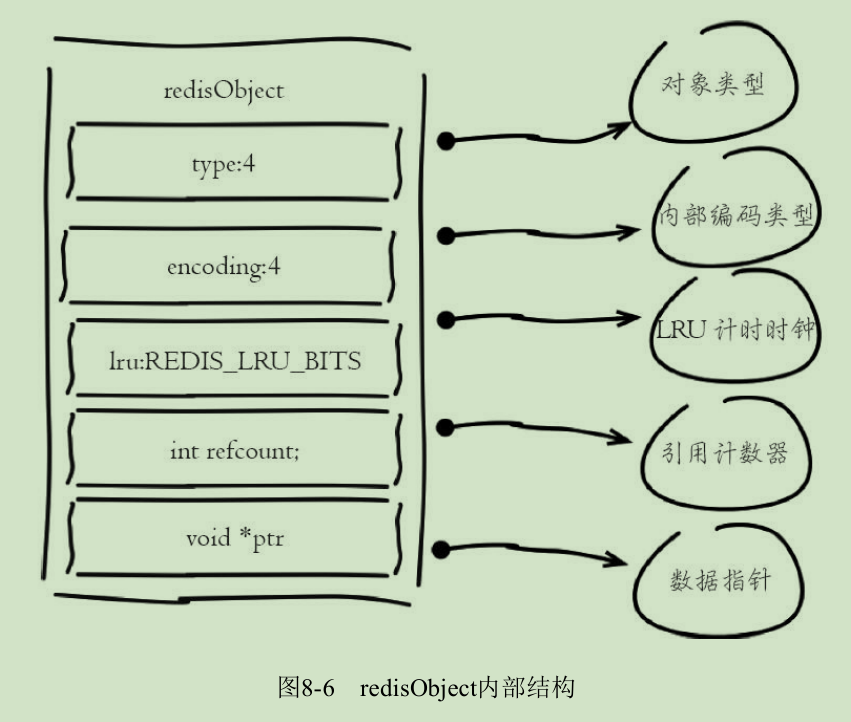 redisObject
type:4
对象类型
encoding:4
内部编码类型
lru:REDIS_LRU_BITS
LRU 计时时钟
int refcount;
引用计数器
void *ptr
数据指针
图8-6 redisObject内部结构